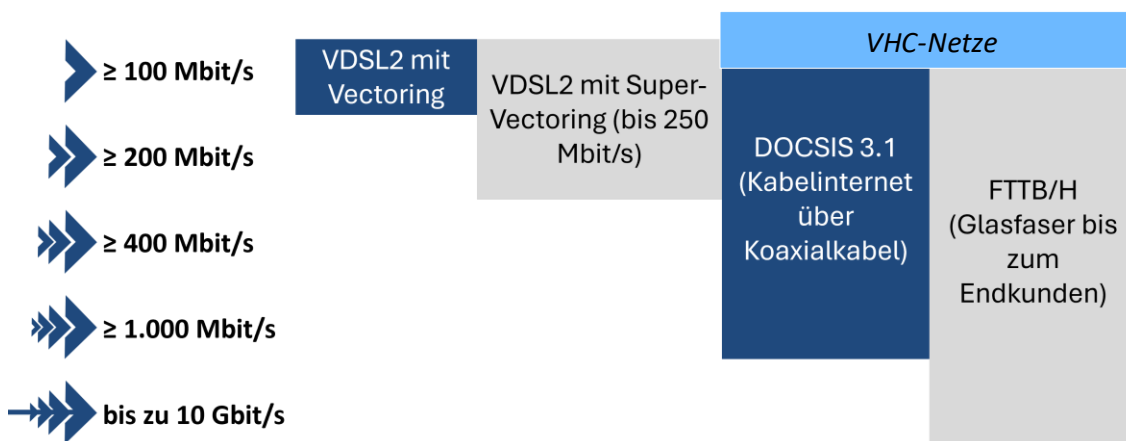 ≥ 100 Mbit/s
≥ 200 Mbit/s
≥ 400 Mbit/s
≥ 1.000 Mbit/s
bis zu 10 Gbit/s
VDSL2 mit
Vectoring
VDSL2 mit Super-
Vectoring (bis 250
Mbit/s)
VHC-Netze
DOCSIS 3.1
(Kabelinternet
über
Koaxialkabel)
FTTB/H
(Glasfaser bis
zum
Endkunden)